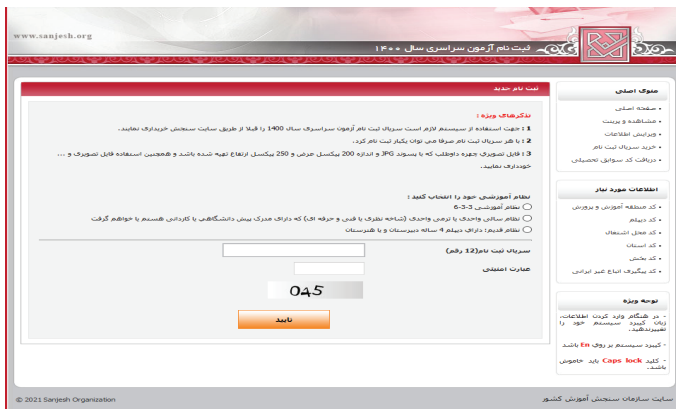 www.sanjesh.org
ثبت نام آزمون سراسری سال ۱۴۰۰
منوی اصلی
صفحه اصلی
مشاهده و پرینت
ویرایش اطلاعات
خرید سریال ثبت نام
دریافت کد سوابق تحصیلی
اطلاعات مورد نیاز
کد منطقه آموزش و پرورش
کد دیپلم
کد محل اشتغال
کد استان
کد بخش
کد پیگیری اتباع غیر ایرانی
توجه ویژه
- در هنگام وارد کردن اطلاعات،
زبان کیبرد سیستم خود را
تغییرندهید.
- کیبرد سیستم بر روی En باشد
- کلید Caps lock باید خاموش
باشد.
ثبت نام جدید
تذکرهای ویژه :
1 : جهت استفاده از سیستم لازم است سریال ثبت نام آزمون سراسری سال 1400 را قبلا از طریق سایت سنجش خریداری نمایند.
2 : با هر سریال ثبت نام صرفا می توان یکبار ثبت نام کرد.
3 : فایل تصویری چهره داوطلب که با پسوند JPG و اندازه 200 پیکسل عرض و 250 پیکسل ارتفاع تهیه شده باشد و همچنین استفاده فایل تصویری و ...
خودداری نمایید.
نظام آموزشی خود را انتخاب کنید :
نظام آموزشی 3-3-6
نظام سالی واحدی یا ترمی واحدی (شاخه نظری یا فنی و حرفه ای) که دارای مدرک پیش دانشگاهی یا کاردانی هستم یا خواهم گرفت
نظام قدیم: دارای دیپلم 4 ساله دبیرستان و یا هنرستان
سریال ثبت نام(12 رقم)
عبارت امنیتی
045
تایید
© 2021 Sanjesh Organization
سایت سازمان سنجش آموزش کشور